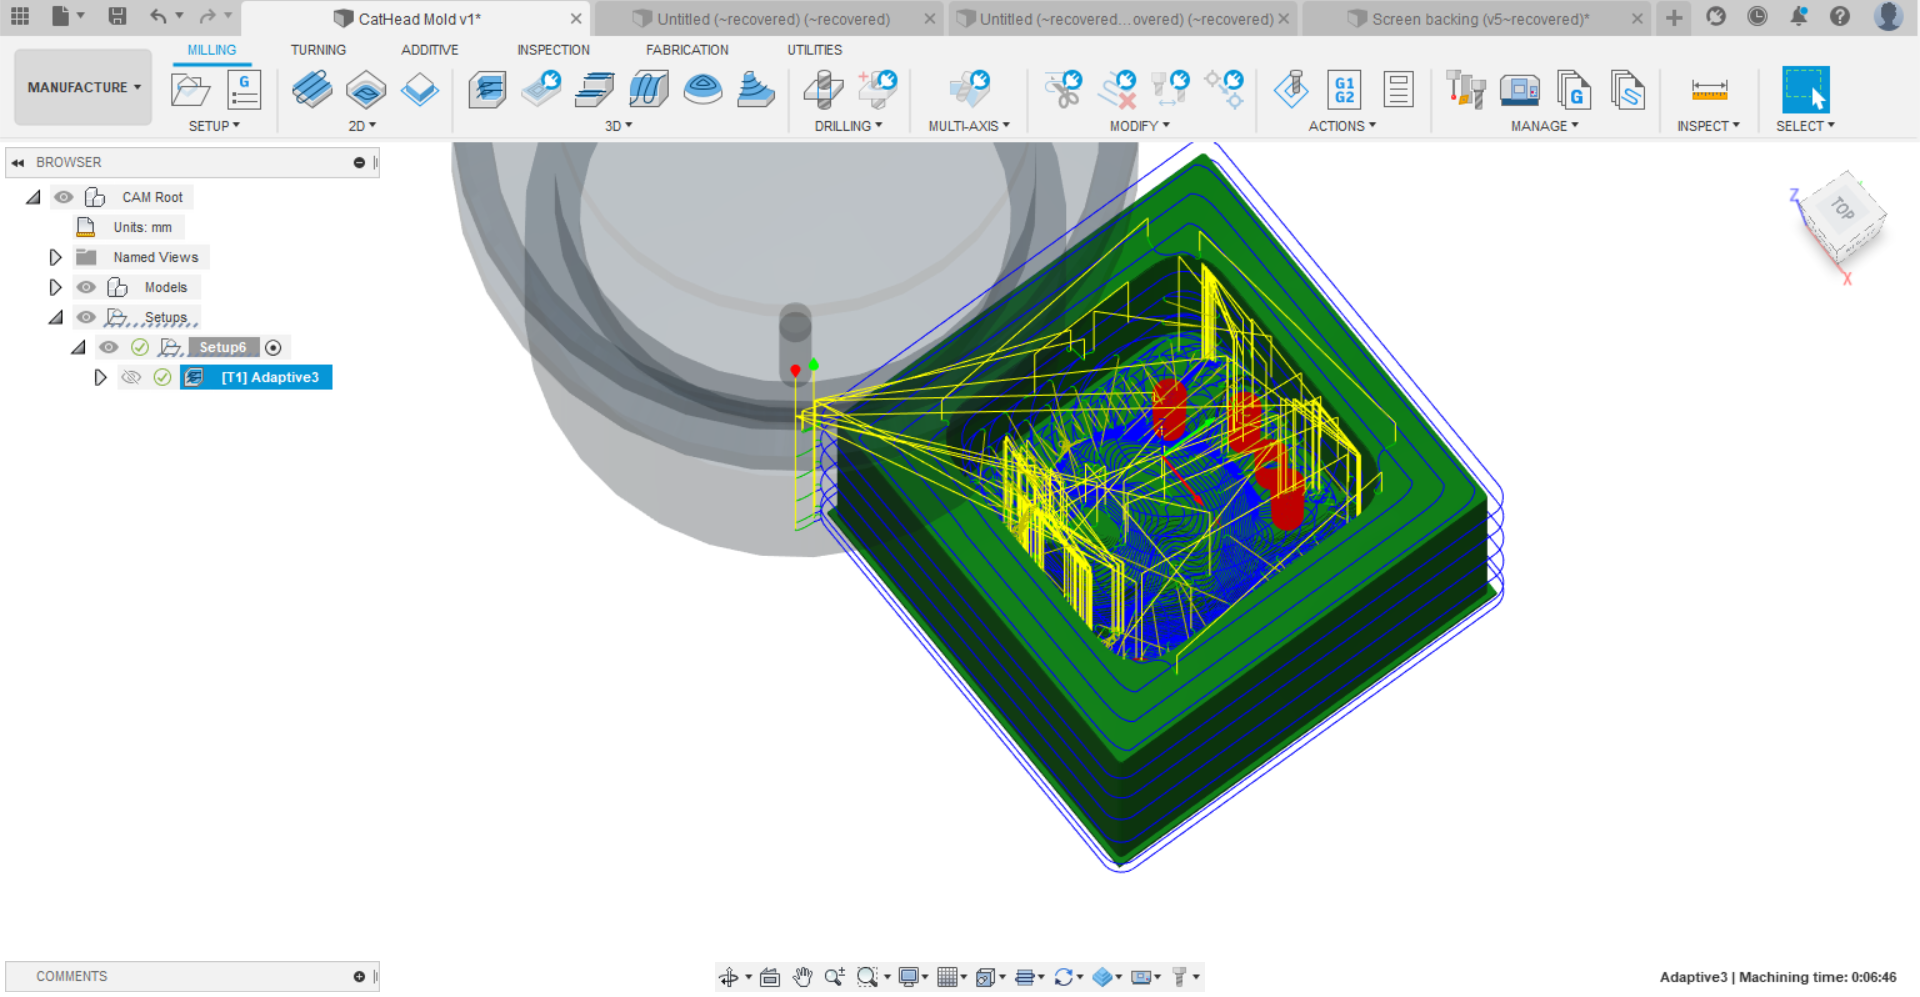 CatHead Mold v1*
Untitled (~recovered) (~recovered)
Untitled (~recovered...overed) (~recovered)
Screen backing (v5~recovered)*
MANUFACTURE
MILLING
TURNING
ADDITIVE
INSPECTION
FABRICATION
UTILITIES
G
G1
G2
G
SETUP
2D
3D
DRILLING
MULTI-AXIS
MODIFY
ACTIONS
MANAGE
INSPECT
SELECT
BROWSER
CAM Root
Units: mm
Named Views
Models
Setups
Setup6
[T1] Adaptive3
Z
TOP
X
COMMENTS
Adaptive3 | Machining time: 0:06:46